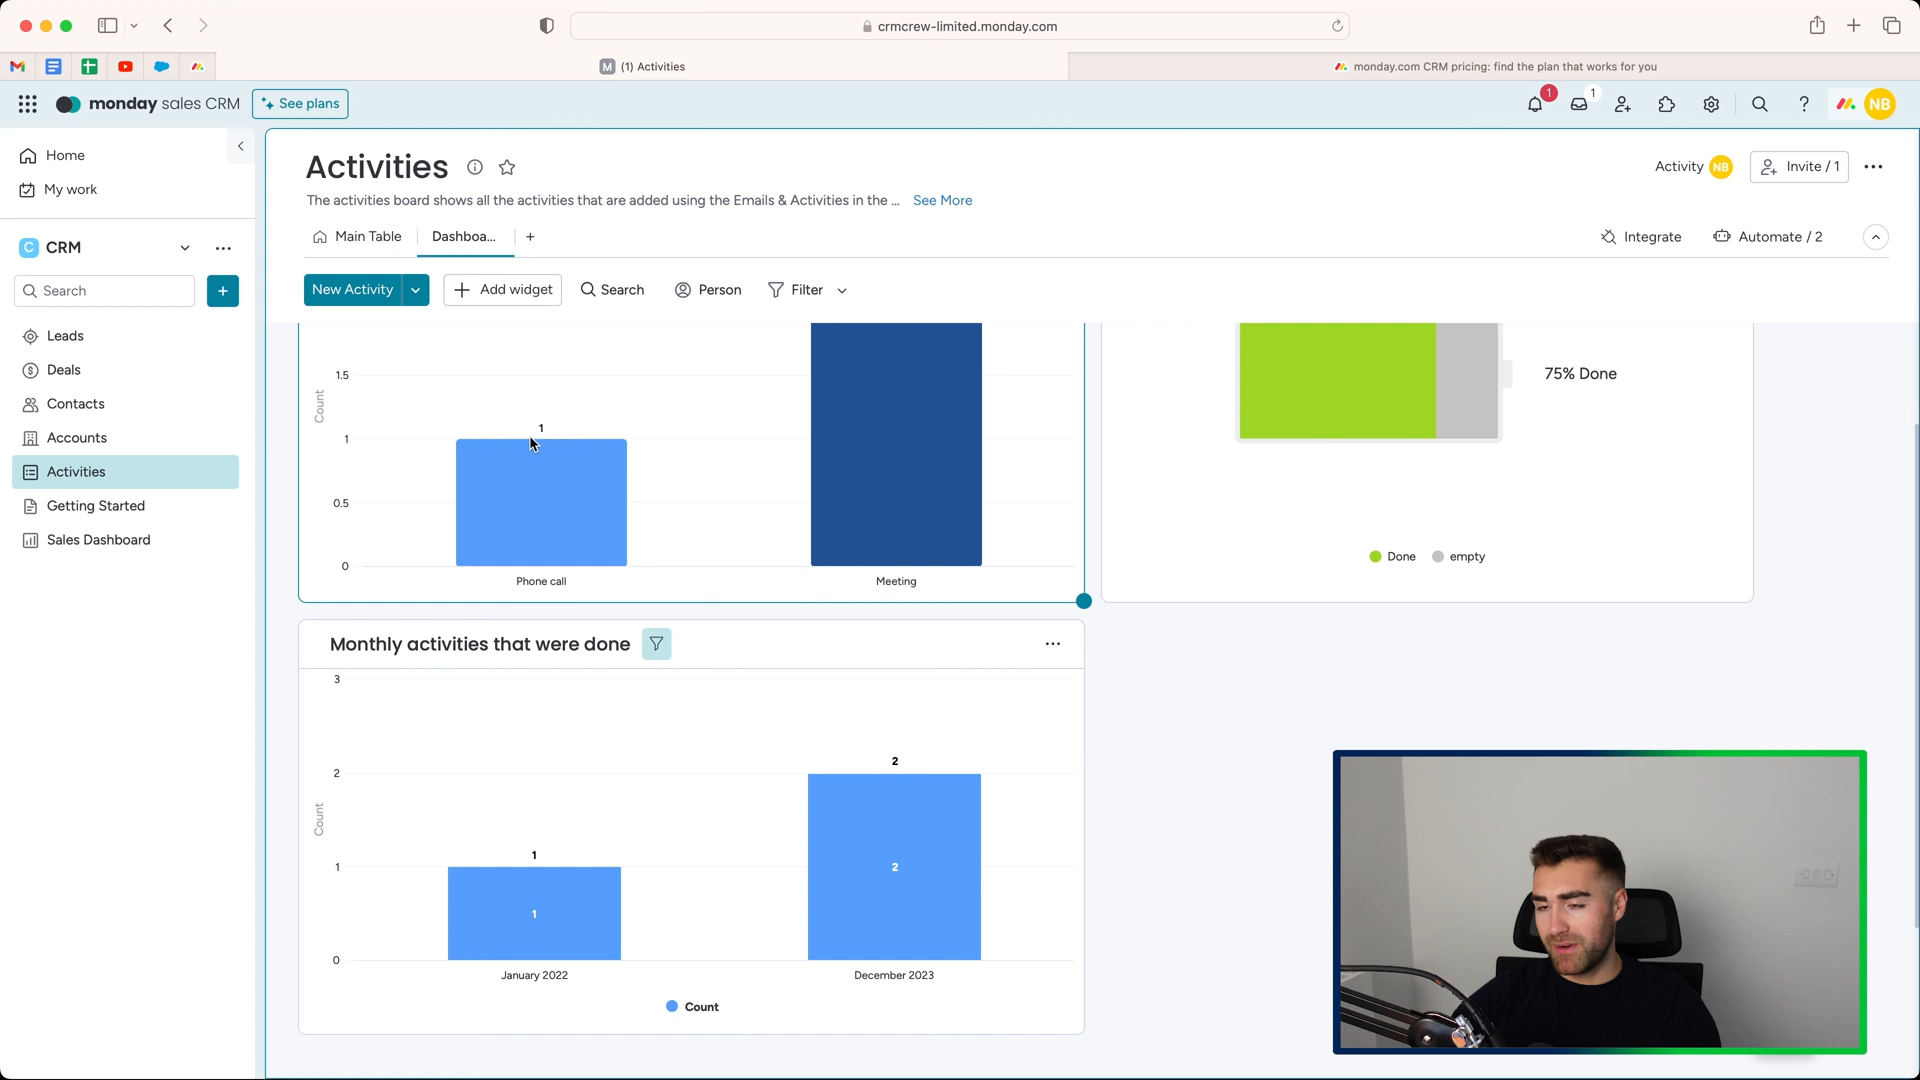 crmcrew-limited.monday.com
M (1) Activities
monday.com CRM pricing: find the plan that works for you
monday sales CRM
See plans
1
1
NB
Home
My work
C CRM
Search
+
Leads
Deals
Contacts
Accounts
Activities
Getting Started
Sales Dashboard
Activities
Activity NB
Invite / 1
The activities board shows all the activities that are added using the Emails & Activities in the ... See More
Main Table
Dashboa...
+
Integrate
Automate / 2
New Activity
+ Add widget
Search
Person
Filter
Count
1.5
1
0.5
0
1
Phone call
Meeting
75% Done
Done
empty
Monthly activities that were done
Count
3
2
1
0
1
1
2
2
January 2022
December 2023
Count